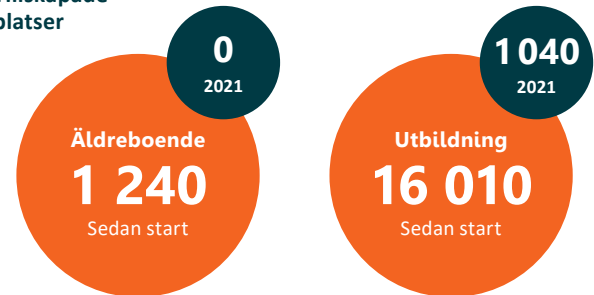 platser
0
2021
Äldreboende
1 240
Sedan start
1 040
2021
Utbildning
16 010
Sedan start